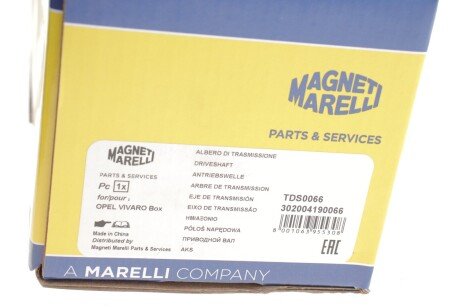 MAGNETI
MARELLI
PARTS & SERVICES
MAGNETI
MARELLI
PARTS & SERVICES
Pc 1x
for/pour :
OPEL VIVARO Box
Made in China
Distributed by
Magneti Marelli Parts & Services
ALBERO DI TRASMISSIONE
DRIVESHAFT
ANTRIEBSWELLE
ARBRE DE TRANSMISSION
EJE DE TRANSMISIÓN
EIXO DE TRANSMISSÃO
ΗΜΙΑΞΟΝΙΟ
PÓŁOŚ NAPĘDOWA
ПРИВОДНОЙ ВАЛ
AKS
TDS0066
302004190066
EAC
A MARELLI COMPANY